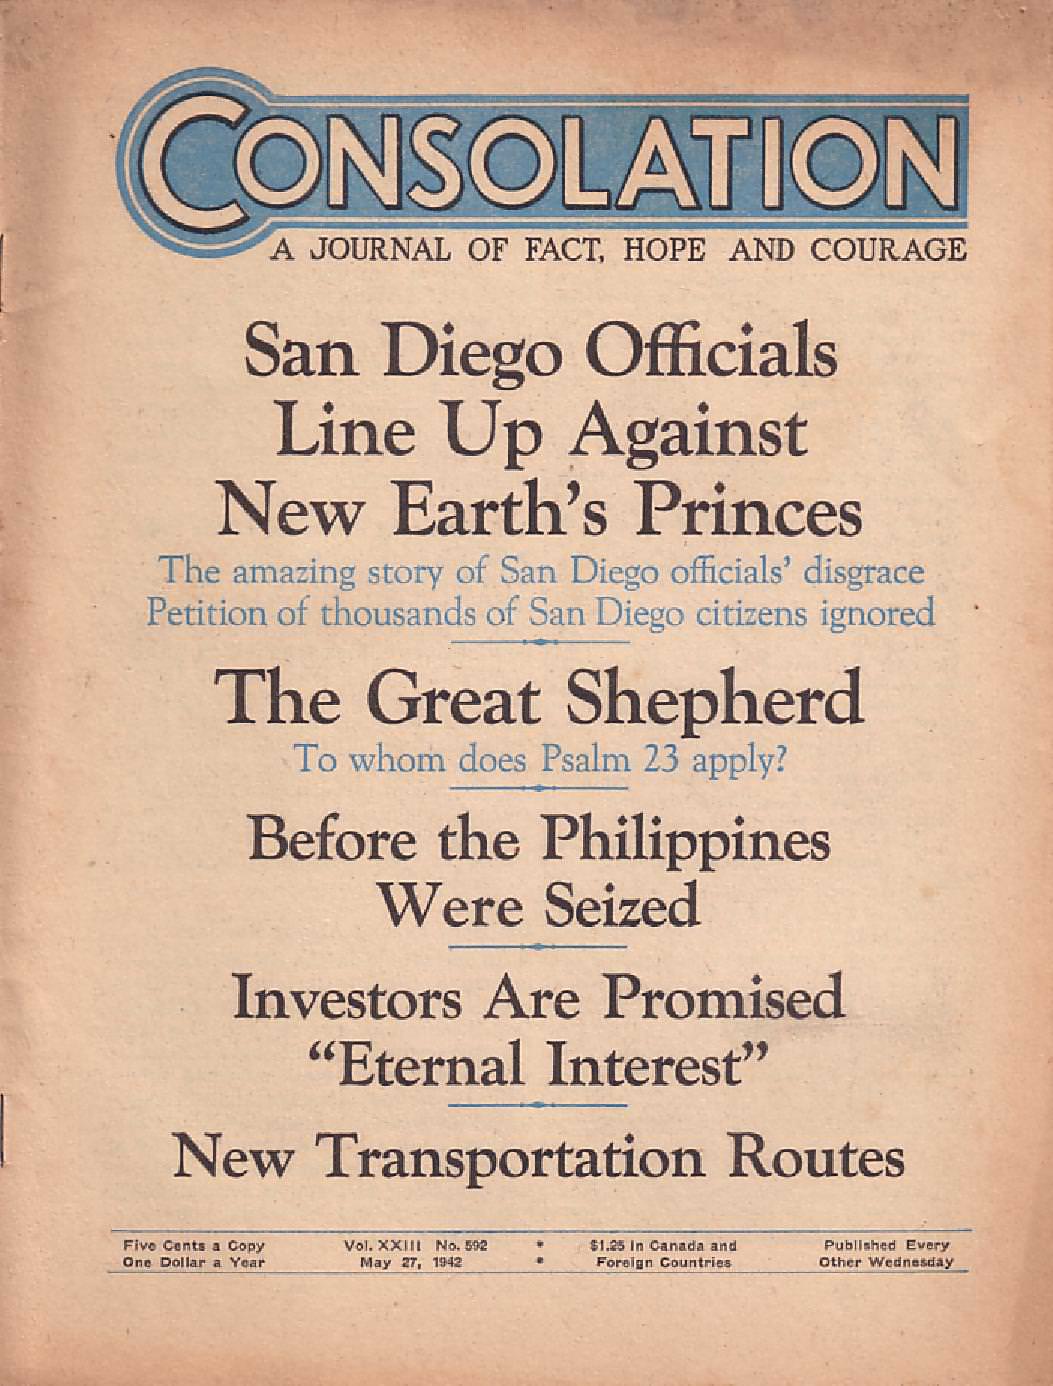 CONSOLATION
A JOURNAL OF FACT, HOPE AND COURAGE
San Diego Officials
Line Up Against
New Earth's Princes
The amazing story of San Diego officials' disgrace
Petition of thousands of San Diego citizens ignored
The Great Shepherd
To whom does Psalm 23 apply?
Before the Philippines
Were Seized
Investors Are Promised
“Eternal Interest”
New Transportation Routes
Five Cents a Copy Vol. XXIII No. 592 * $1.25 in Canada and Published Every
One Dollar a Year May 27, 1942 * Foreign Countries Other Wednesday